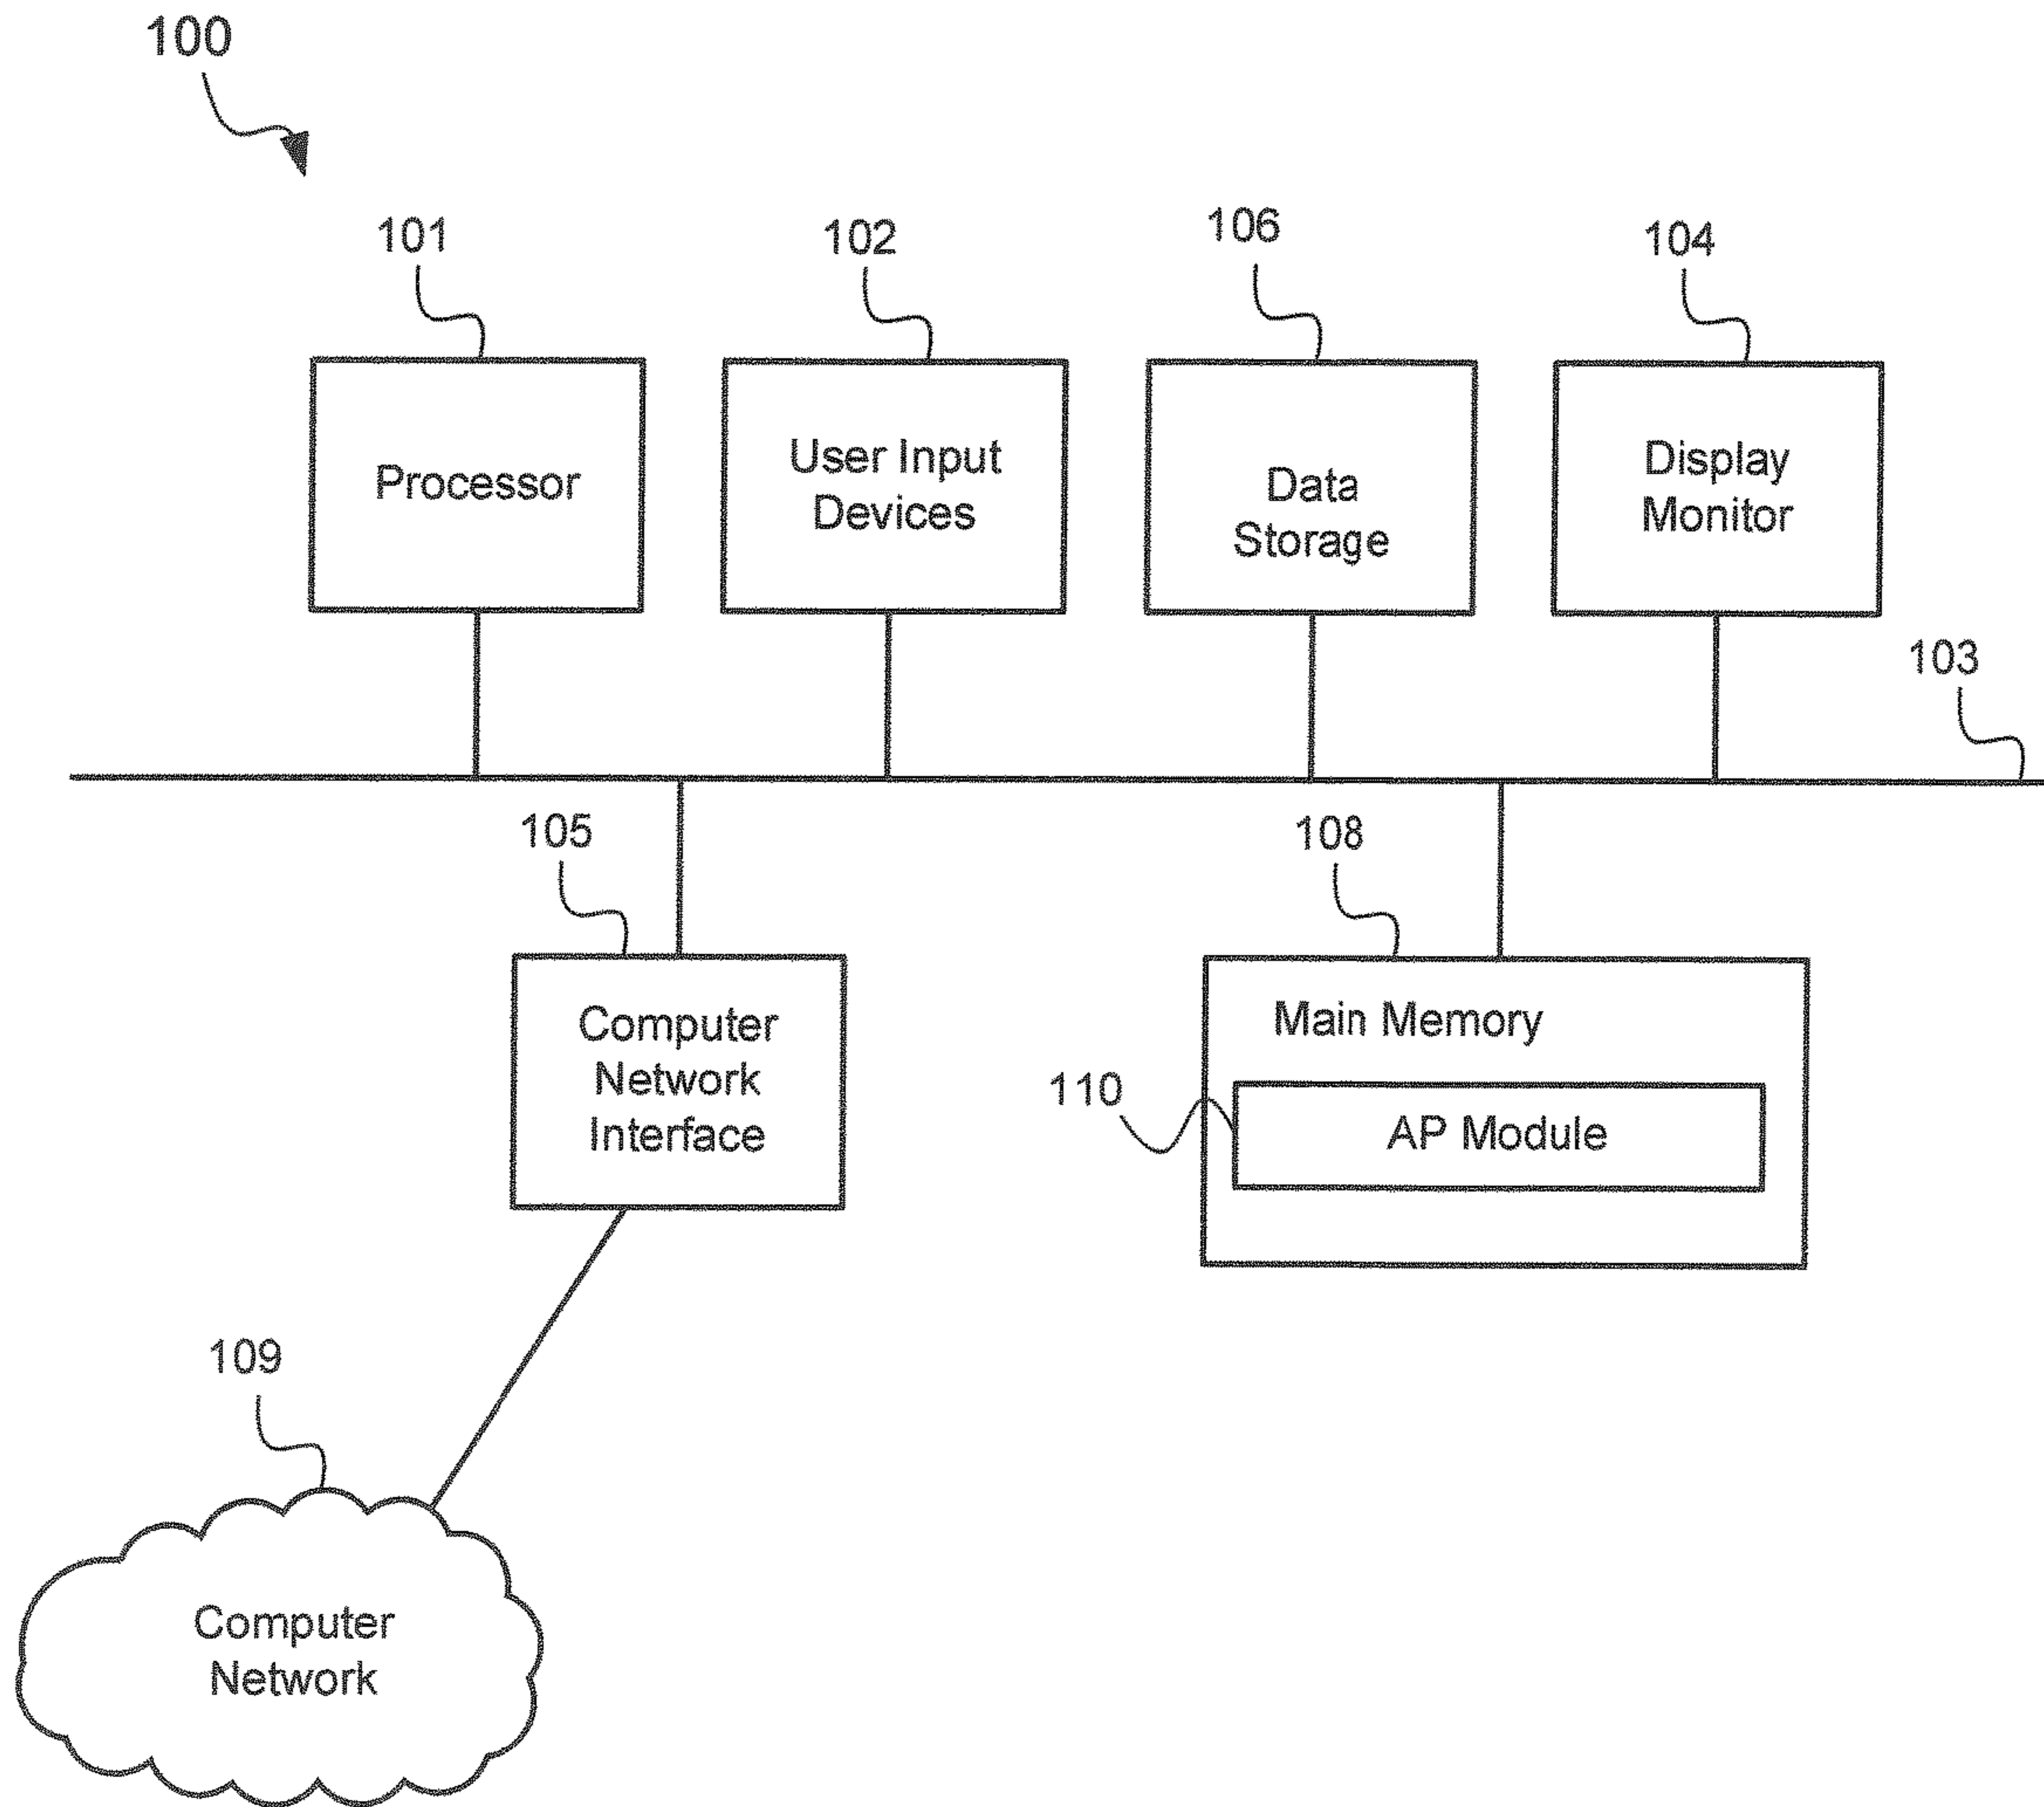 100
101
102
106
104
Processor
User Input
Devices
Data
Storage
Display
Monitor
103
105
108
Computer
Network
Interface
Main Memory
110
AP Module
109
Computer
Network